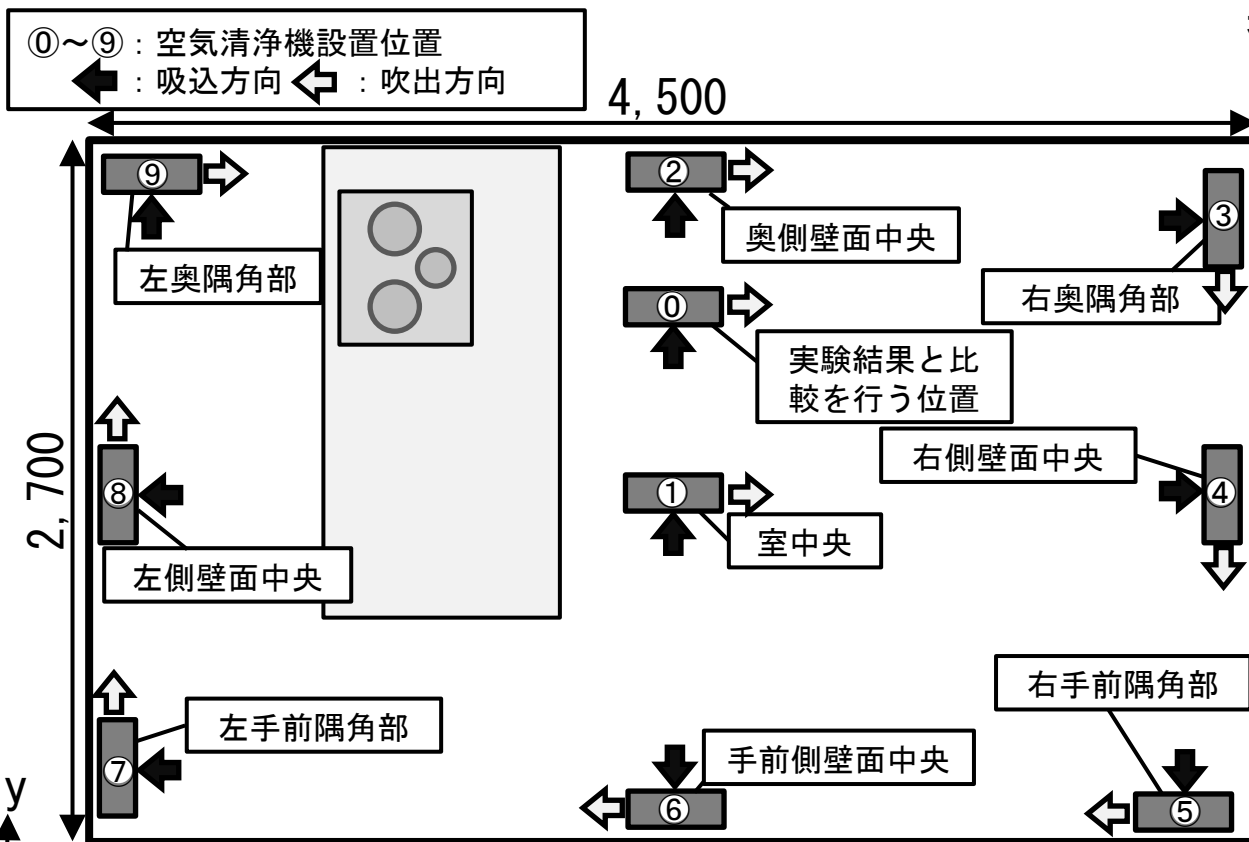 ⓪～⑨：空気清浄機設置位置
：吸込方向 ：吹出方向
4,500
⑨
②
③
左奥隅角部
奥側壁面中央
右奥隅角部
⓪
実験結果と比
較を行う位置
2,700
⑧
①
④
右側壁面中央
左側壁面中央
室中央
右手前隅角部
左手前隅角部
手前側壁面中央
⑦
⑥
⑤
y